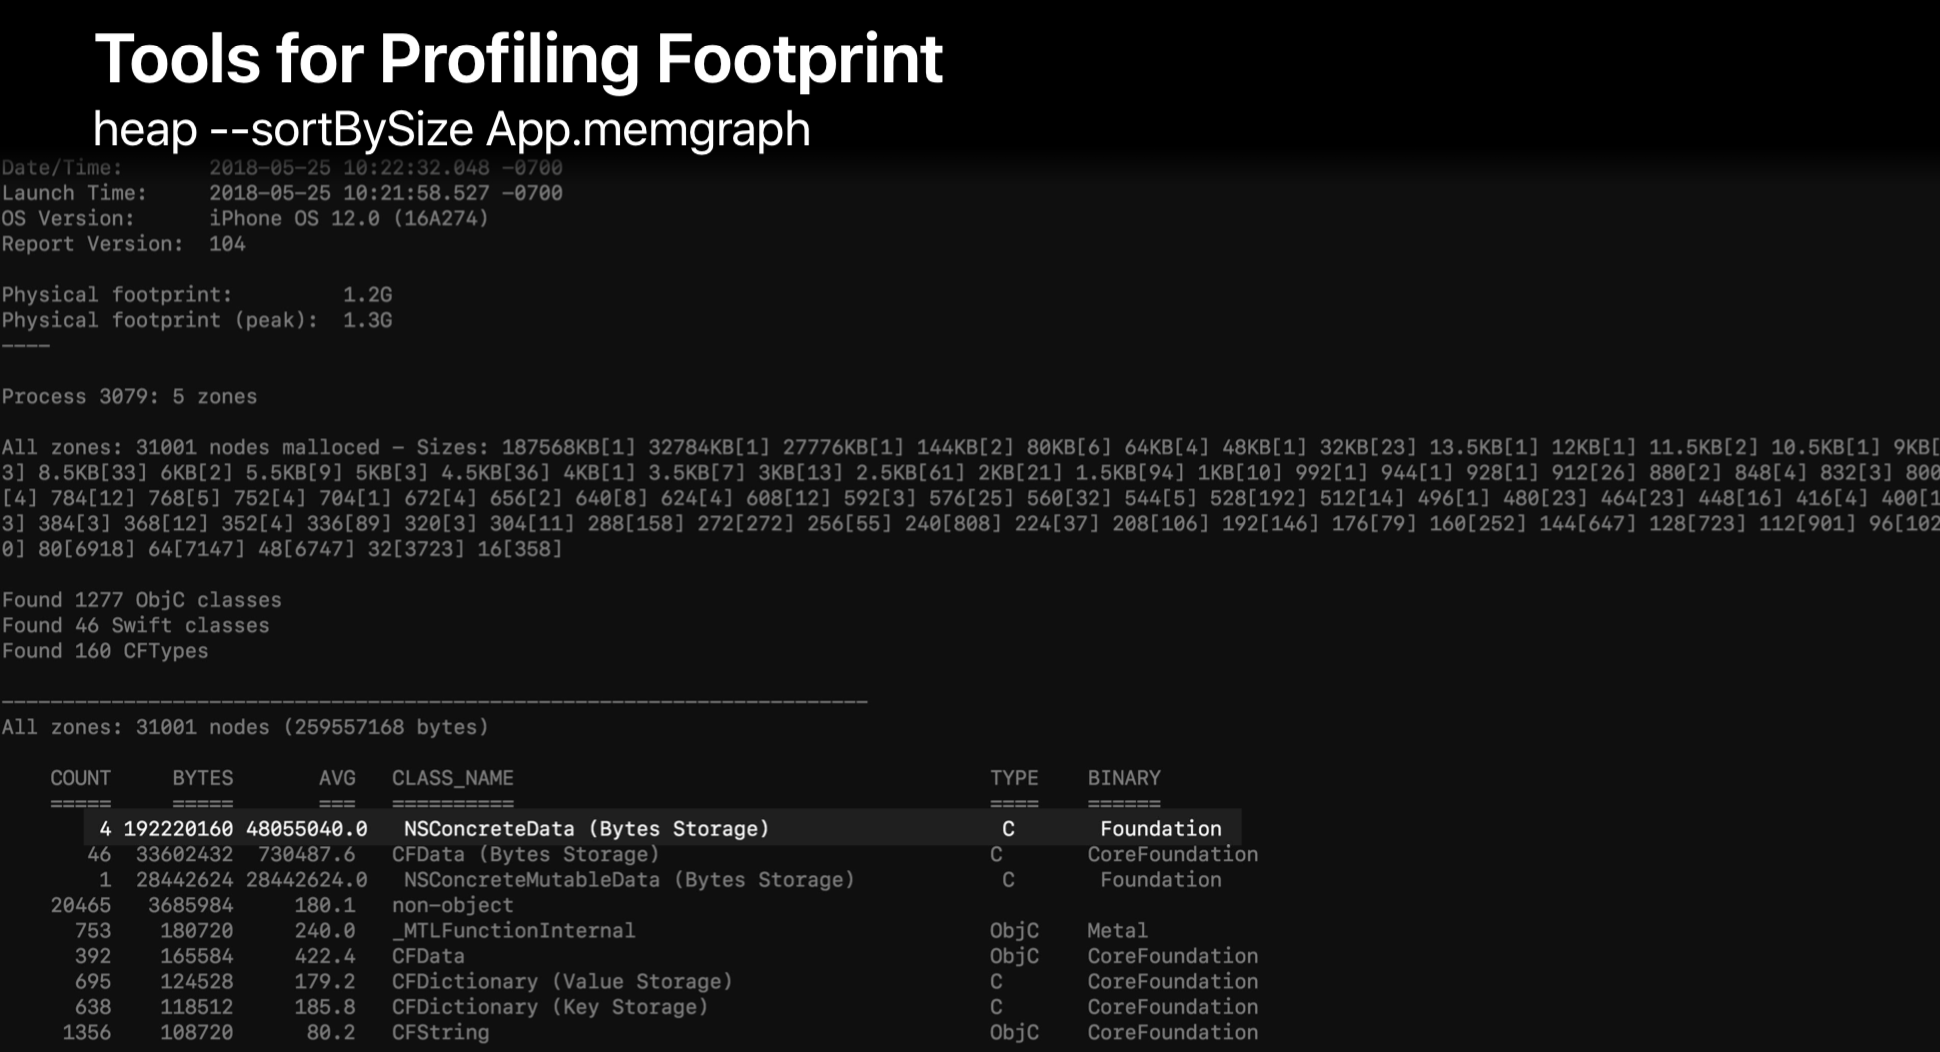 Tools for Profiling Footprint
heap --sortBySize App.memgraph
Date/Time:       2018-05-25 10:22:32.048 -0700
Launch Time:     2018-05-25 10:21:58.527 -0700
OS Version:      iPhone OS 12.0 (16A274)
Report Version:  104
Physical footprint:         1.2G
Physical footprint (peak):  1.3G
----
Process 3079: 5 zones
All zones: 31001 nodes malloced - Sizes: 187568KB[1] 32784KB[1] 27776KB[1] 144KB[2] 80KB[6] 64KB[4] 48KB[1] 32KB[23] 13.5KB[1] 12KB[1] 11.5KB[2] 10.5KB[1] 9KB[
3] 8.5KB[33] 6KB[2] 5.5KB[9] 5KB[3] 4.5KB[36] 4KB[1] 3.5KB[7] 3KB[13] 2.5KB[61] 2KB[21] 1.5KB[94] 1KB[10] 992[1] 944[1] 928[1] 912[26] 880[2] 848[4] 832[3] 800
[4] 784[12] 768[5] 752[4] 704[1] 672[4] 656[2] 640[8] 624[4] 608[12] 592[3] 576[25] 560[32] 544[5] 528[192] 512[14] 496[1] 480[23] 464[23] 448[16] 416[4] 400[1
3] 384[3] 368[12] 352[4] 336[89] 320[3] 304[11] 288[158] 272[272] 256[55] 240[808] 224[37] 208[106] 192[146] 176[79] 160[252] 144[647] 128[723] 112[901] 96[102
0] 80[6918] 64[7147] 48[6747] 32[3723] 16[358]
Found 1277 ObjC classes
Found 46 Swift classes
Found 160 CFTypes
-----------------------------------------------------------------------
All zones: 31001 nodes (259557168 bytes)
COUNT     BYTES       AVG   CLASS_NAME                                       TYPE    BINARY
=====     =====       ===   ==========                                       ====    ======
4 192220160 48055040.0   NSConcreteData (Bytes Storage)                   C       Foundation
46  33602432  730487.6   CFData (Bytes Storage)                           C       CoreFoundation
1  28442624 28442624.0   NSConcreteMutableData (Bytes Storage)            C       Foundation
20465   3685984     180.1   non-object
753    180720     240.0   _MTLFunctionInternal                             ObjC    Metal
392    165584     422.4   CFData                                           ObjC    CoreFoundation
695    124528     179.2   CFDictionary (Value Storage)                     C       CoreFoundation
638    118512     185.8   CFDictionary (Key Storage)                       C       CoreFoundation
1356    108720      80.2   CFString                                         ObjC    CoreFoundation